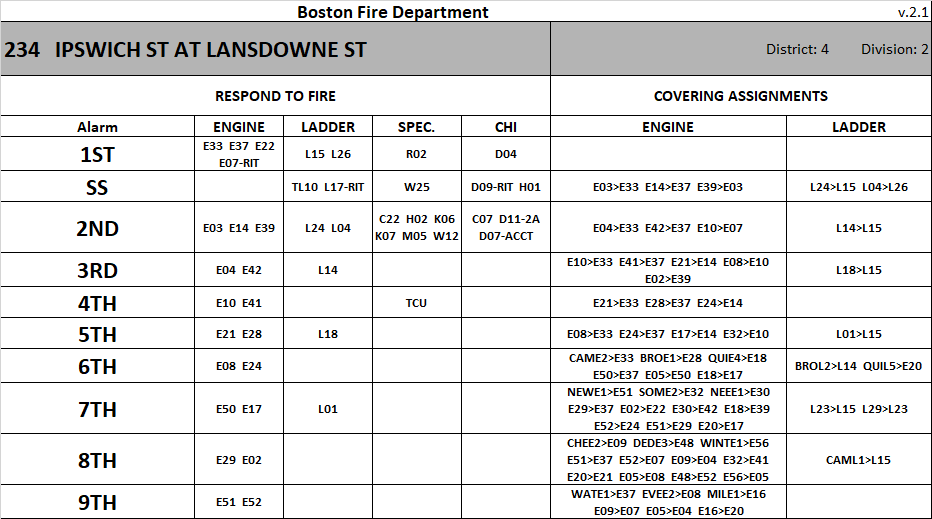 Boston Fire Department v.2.1
234 IPSWICH ST AT LANSDOWNE ST District: 4 Division: 2
RESPOND TO FIRE COVERING ASSIGNMENTS
Alarm ENGINE LADDER SPEC. CHI ENGINE LADDER
1ST E33 E37 E22 E07-RIT L15 L26 R02 D04
SS TL10 L17-RIT W25 D09-RIT H01 E03>E33 E14>E37 E39>E03 L24>L15 L04>L26
2ND E03 E14 E39 L24 L04 C22 H02 K06 K07 M05 W12 C07 D11-2A D07-ACCT E04>E33 E42>E37 E10>E07 L14>L15
3RD E04 E42 L14 E10>E33 E41>E37 E21>E14 E08>E10 E02>E39 L18>L15
4TH E10 E41 TCU E21>E33 E28>E37 E24>E14
5TH E21 E28 L18 E08>E33 E24>E37 E17>E14 E32>E10 L01>L15
6TH E08 E24 CAME2>E33 BROE1>E28 QUIE4>E18 E50>E37 E05>E50 E18>E17 BROL2>L14 QUIL5>E20
7TH E50 E17 L01 NEWE1>E51 SOME2>E32 NEEE1>E30 E29>E37 E02>E22 E30>E42 E18>E39 E52>E24 E51>E29 E20>E17 L23>L15 L29>L23
8TH E29 E02 CHEE2>E09 DEDE3>E48 WINTE1>E56 E51>E37 E52>E07 E09>E04 E32>E41 E20>E21 E05>E08 E48>E52 E56>E05 CAML1>L15
9TH E51 E52 WATE1>E37 EVEE2>E08 MILE1>E16 E09>E07 E05>E04 E16>E20